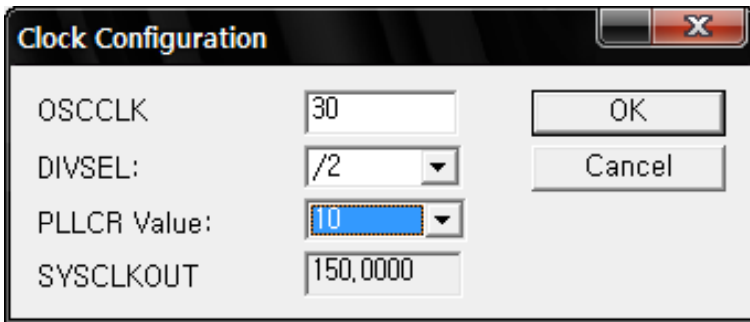 Clock Configuration
OSCCLK 30 OK
DIVSEL: /2 Cancel
PLLCR Value: 10
SYSCLKOUT 150,0000